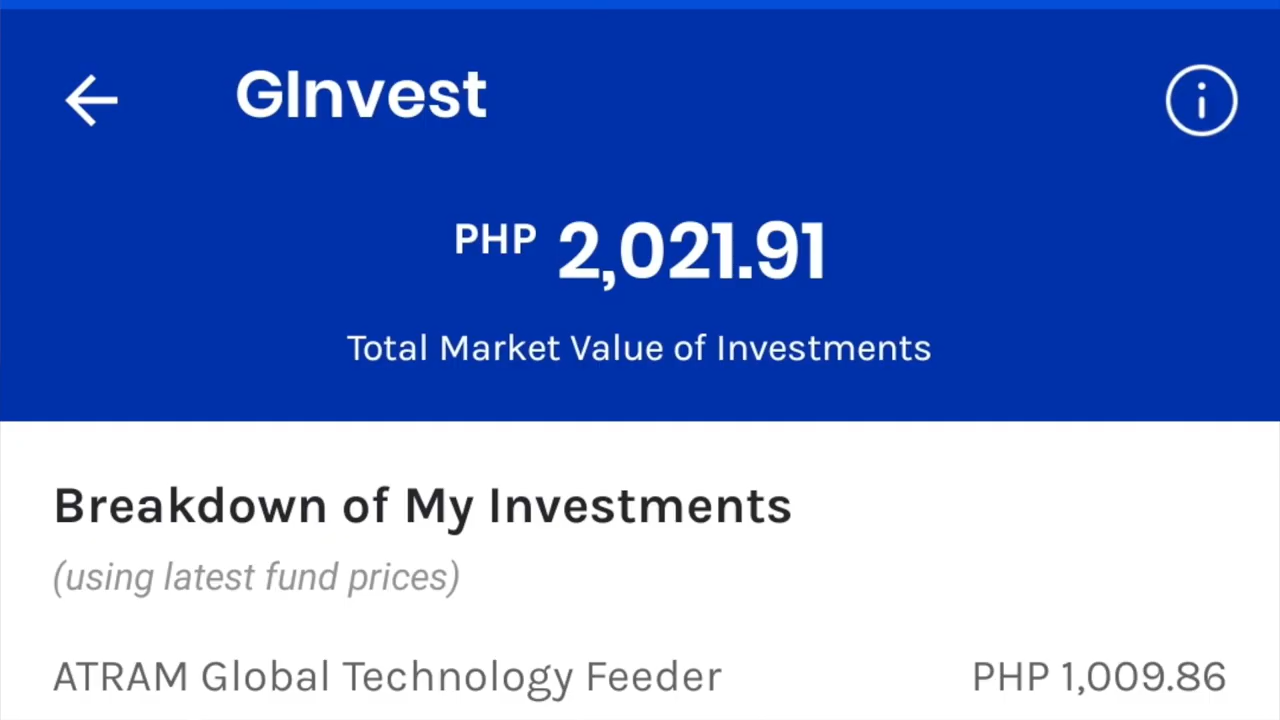 GInvest
PHP 2,021.91
Total Market Value of Investments
Breakdown of My Investments
(using latest fund prices)
ATRAM Global Technology Feeder PHP 1,009.86